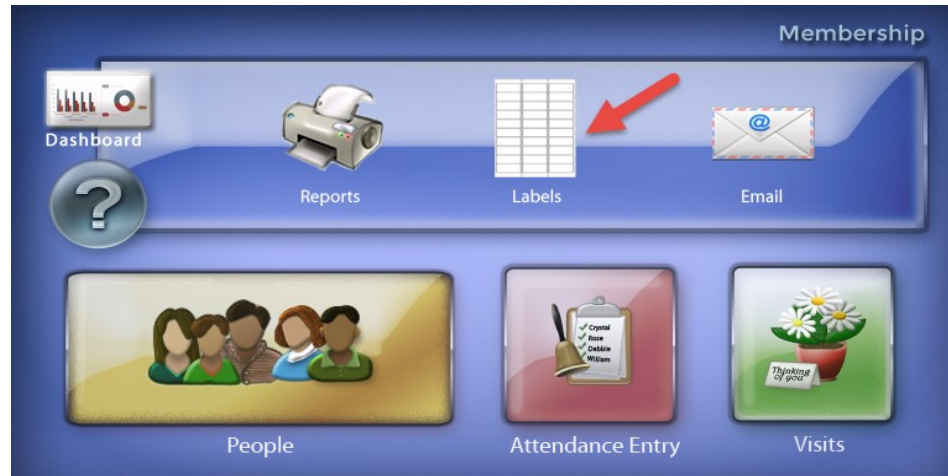 Membership
Dashboard
Reports
Labels
@
Email
?
Crystal
Rose
Debbie
William
Thinking
of you
People
Attendance Entry
Visits